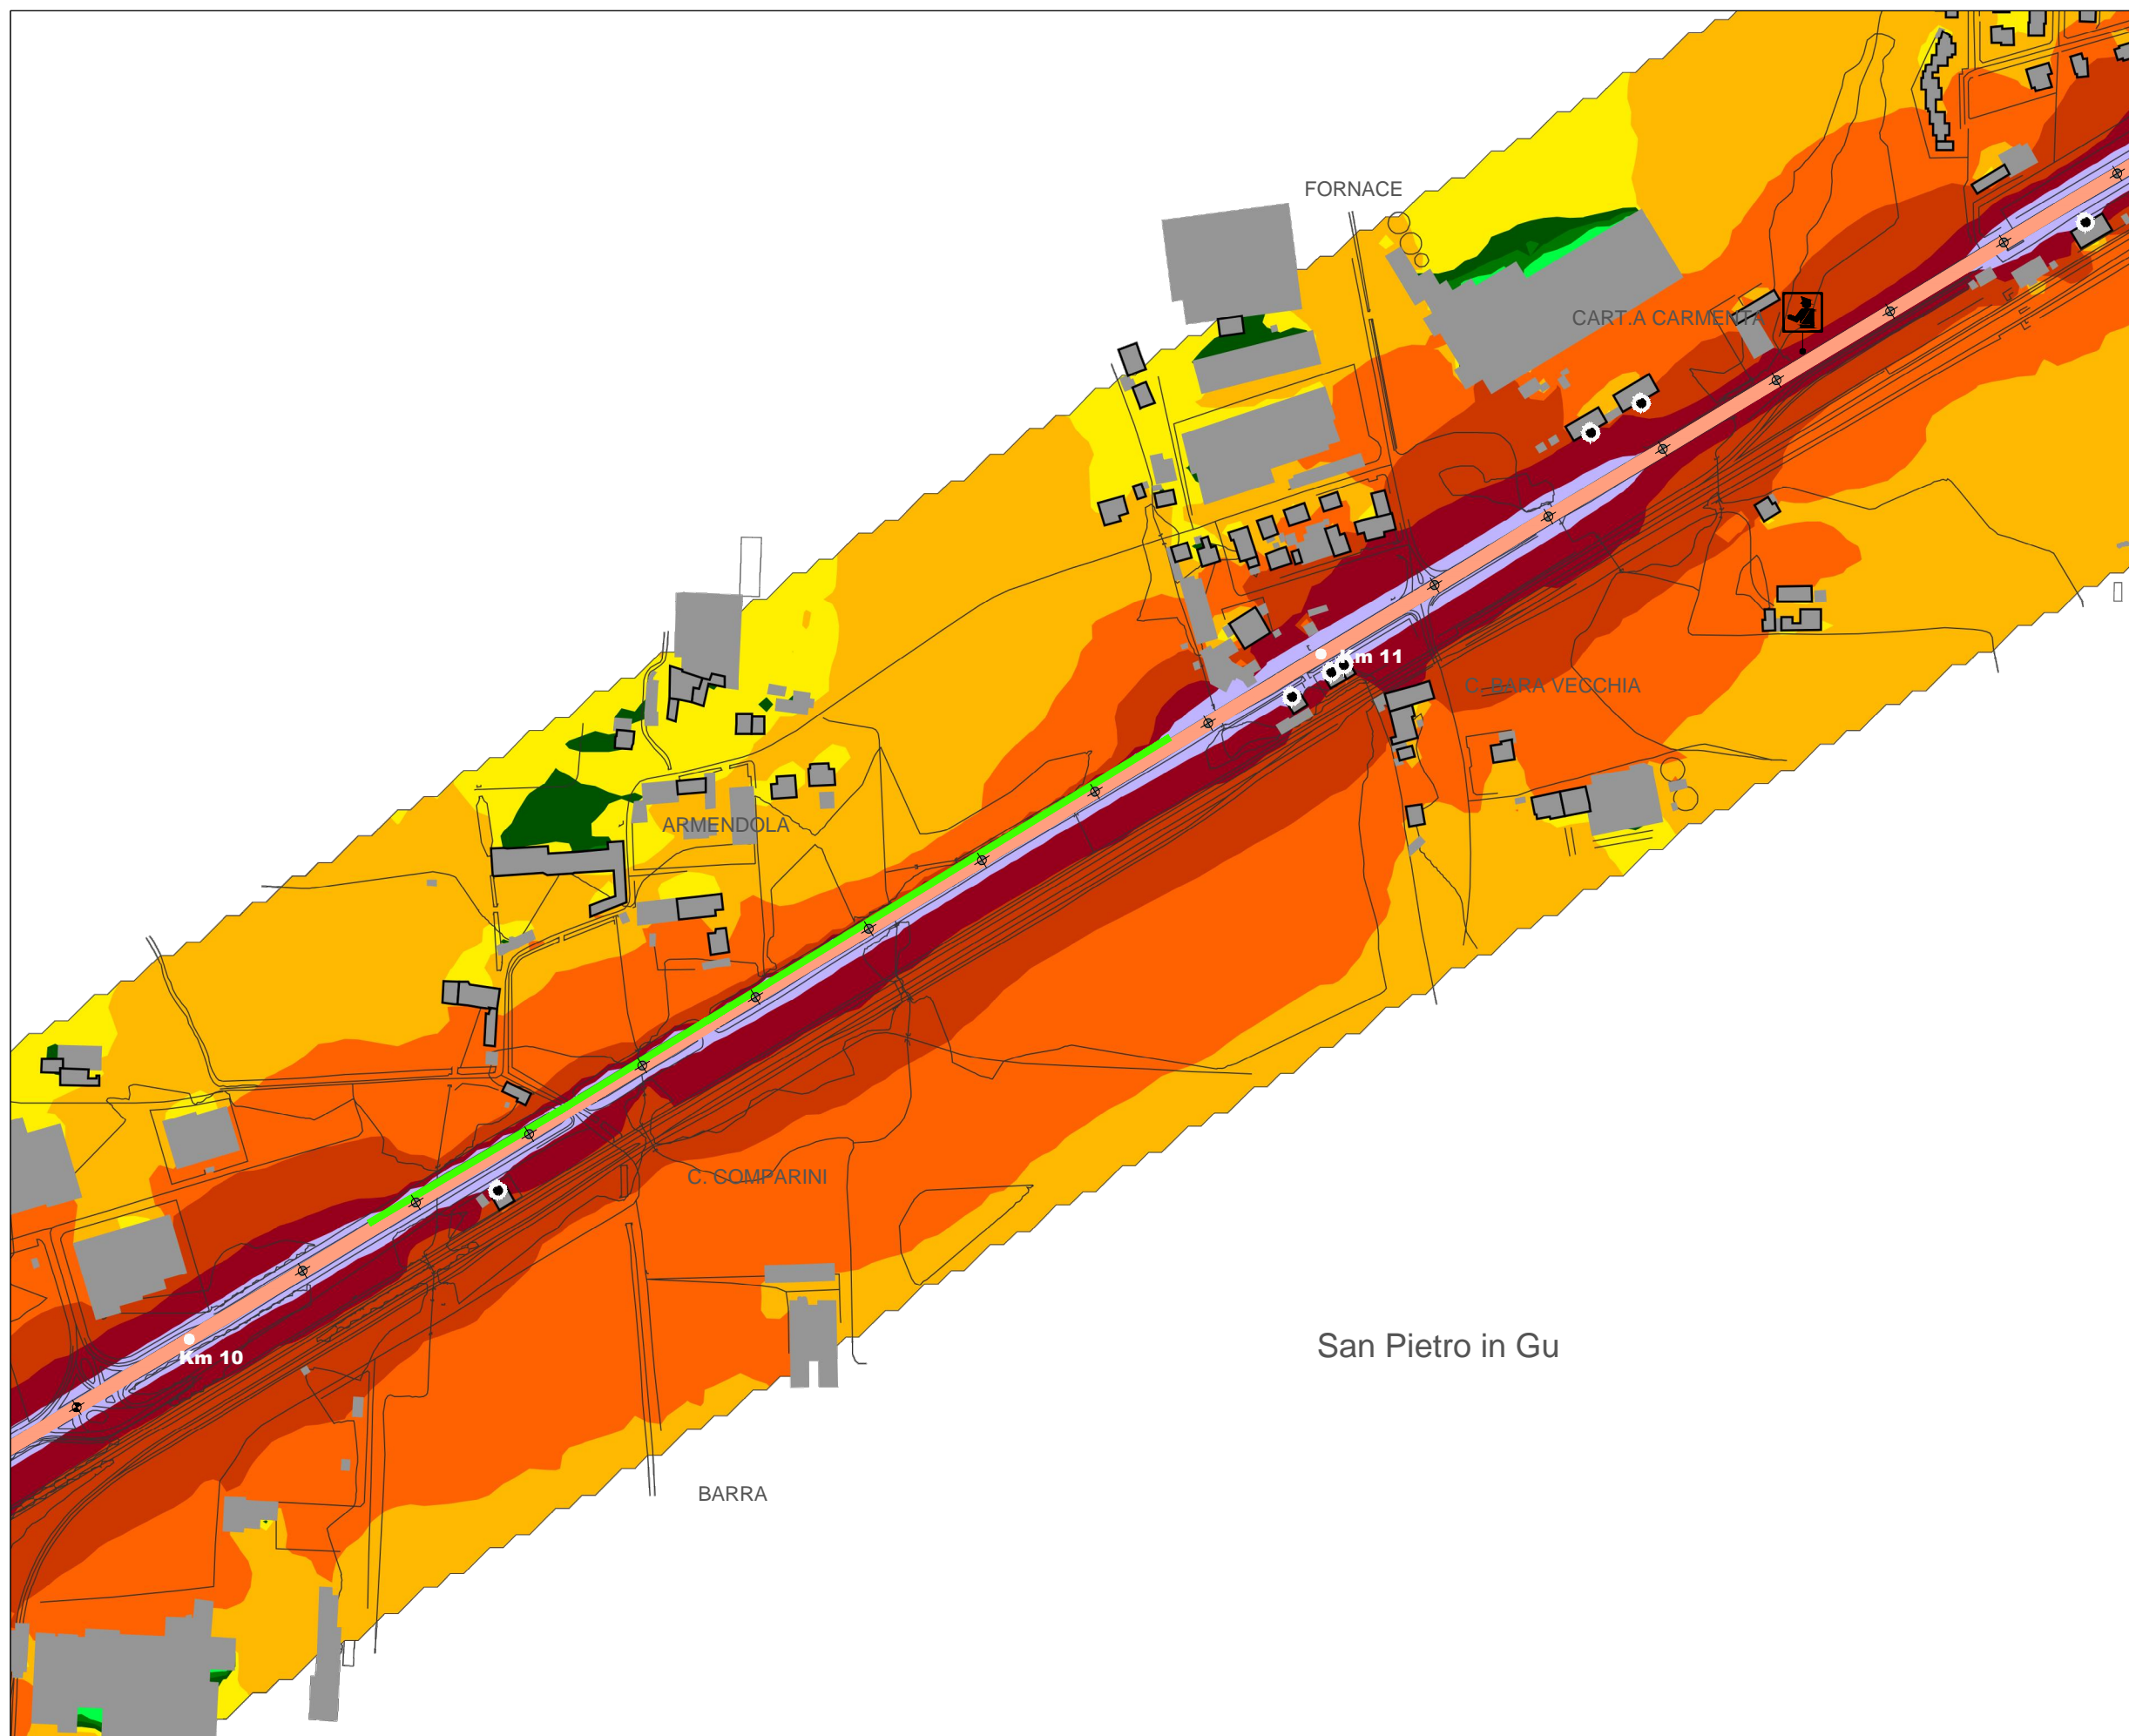 FORNACE
CART.A CARMENTA
Km 11
C. BARA VECCHIA
ARMENDOLA
C. COMPARINI
San Pietro in Gu
Km 10
BARRA